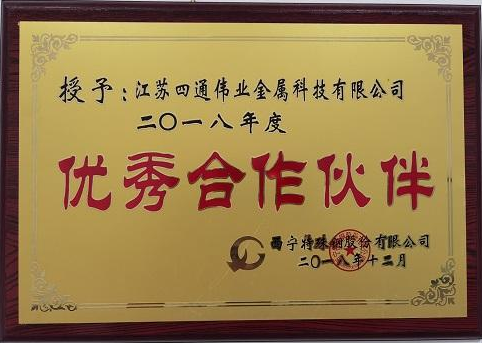 授予:江苏四通伟业金属科技有限公司
二〇一八年度
优秀合作伙伴
西宁特殊钢股份有限公司
二〇一八年十二月